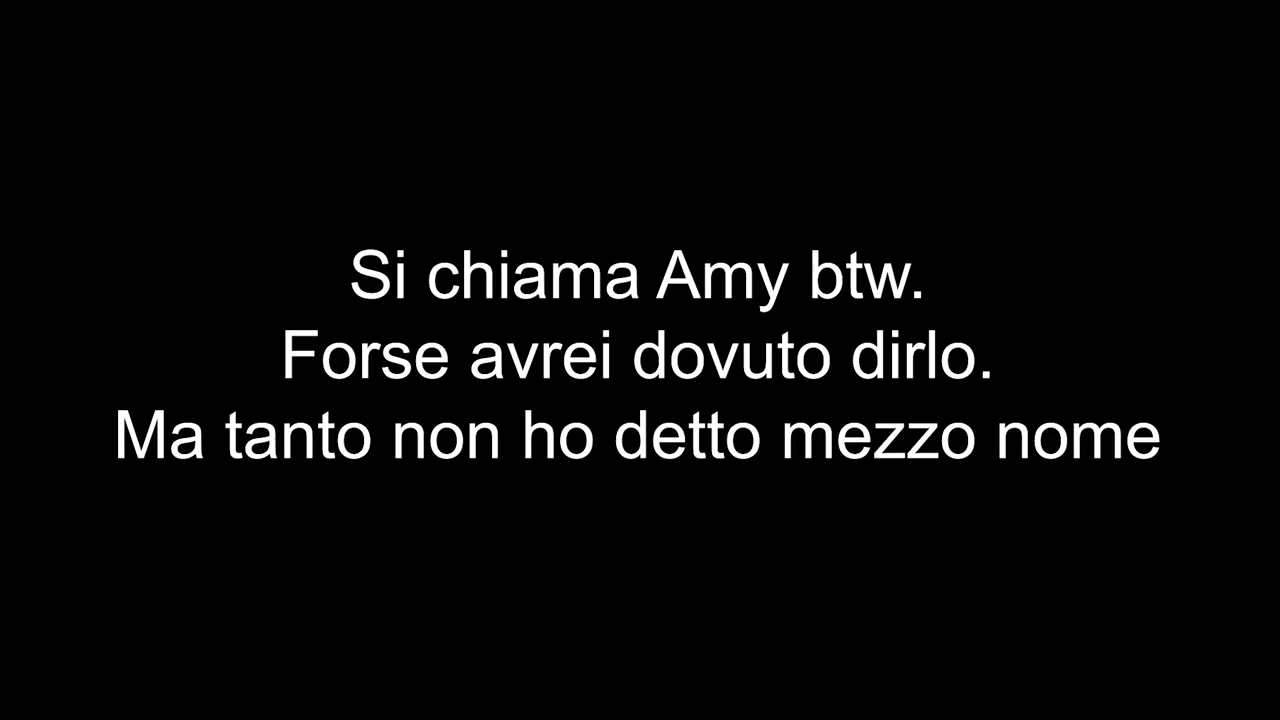 Si chiama Amy btw.
Forse avrei dovuto dirlo.
Ma tanto non ho detto mezzo nome